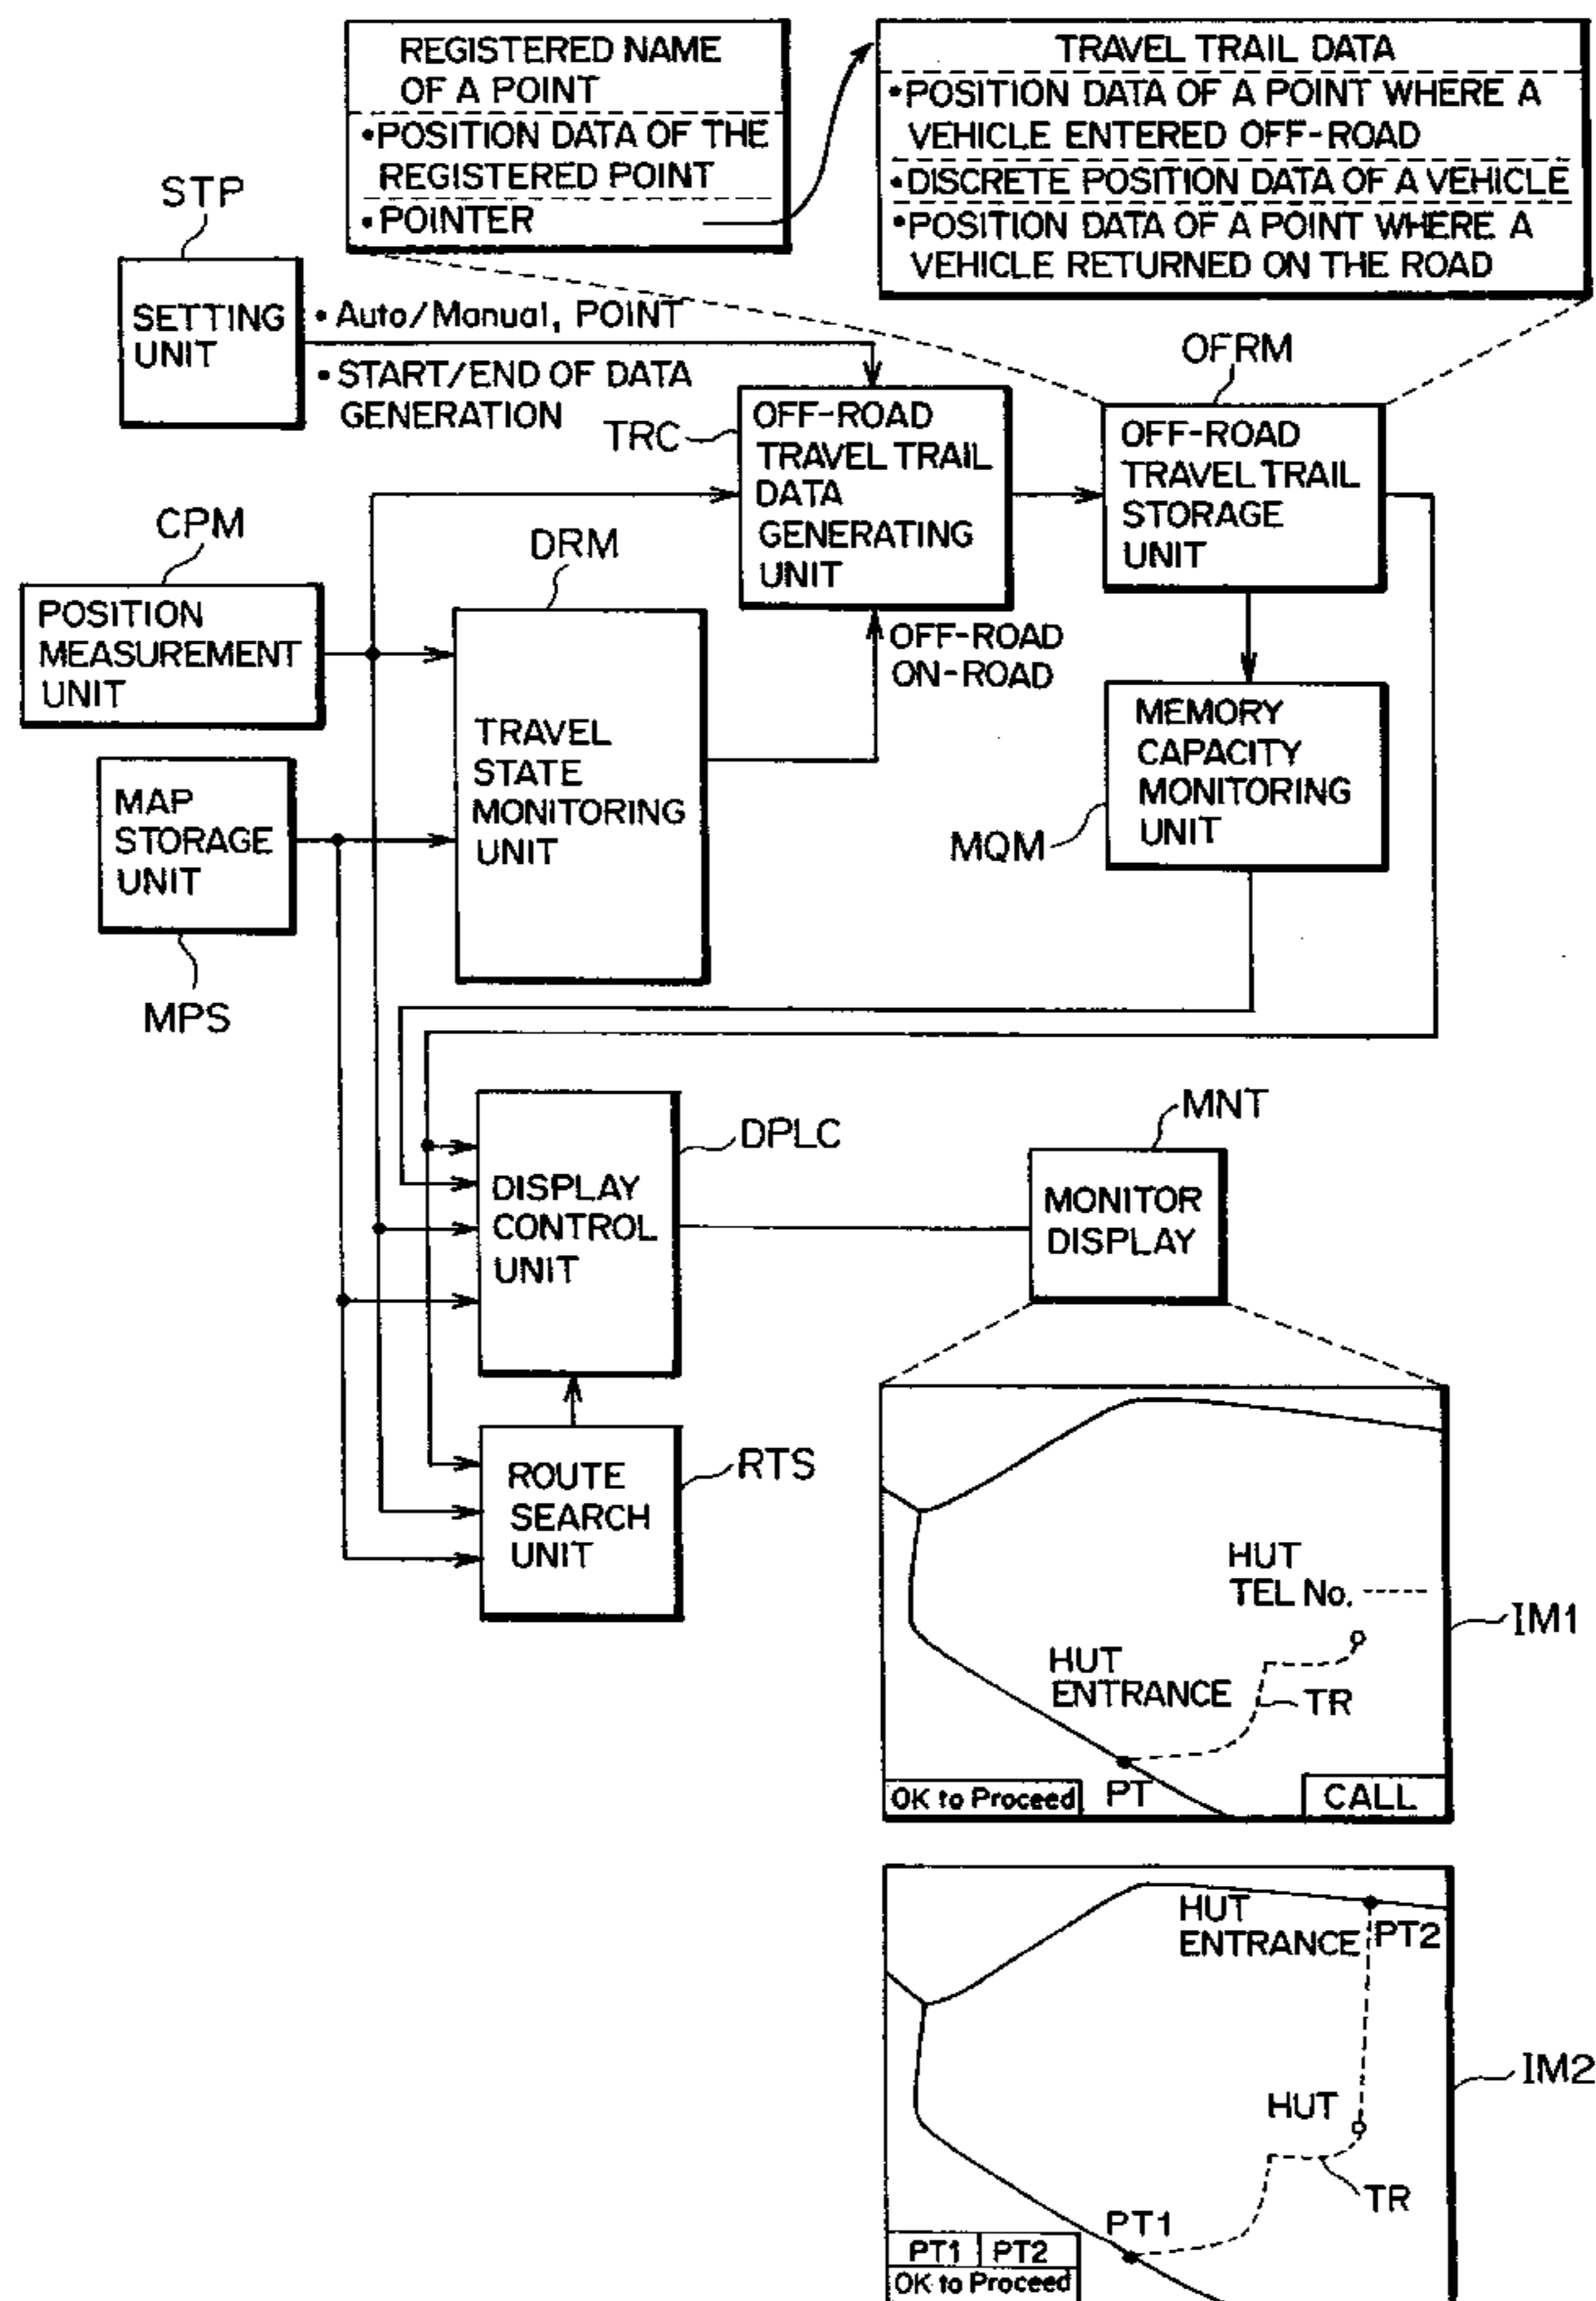 REGISTERED NAME
OF A POINT
•POSITION DATA OF THE
REGISTERED POINT
•POINTER
TRAVEL TRAIL DATA
•POSITION DATA OF A POINT WHERE A
VEHICLE ENTERED OFF-ROAD
•DISCRETE POSITION DATA OF A VEHICLE
•POSITION DATA OF A POINT WHERE A
VEHICLE RETURNED ON THE ROAD
STP
SETTING
UNIT
•Auto/Manual, POINT
•START/END OF DATA
GENERATION
TRC
OFF-ROAD
TRAVEL TRAIL
DATA
GENERATING
UNIT
OFRM
OFF-ROAD
TRAVEL TRAIL
STORAGE
UNIT
CPM
POSITION
MEASUREMENT
UNIT
DRM
TRAVEL
STATE
MONITORING
UNIT
OFF-ROAD
ON-ROAD
MAP
STORAGE
UNIT
MPS
MEMORY
CAPACITY
MONITORING
UNIT
MQM
DPLC
DISPLAY
CONTROL
UNIT
MNT
MONITOR
DISPLAY
RTS
ROUTE
SEARCH
UNIT
HUT
TEL No. -----
IM1
HUT
ENTRANCE
TR
OK to Proceed
PT
CALL
HUT
ENTRANCE
PT2
IM2
HUT
TR
PT1
PT1 PT2
OK to Proceed